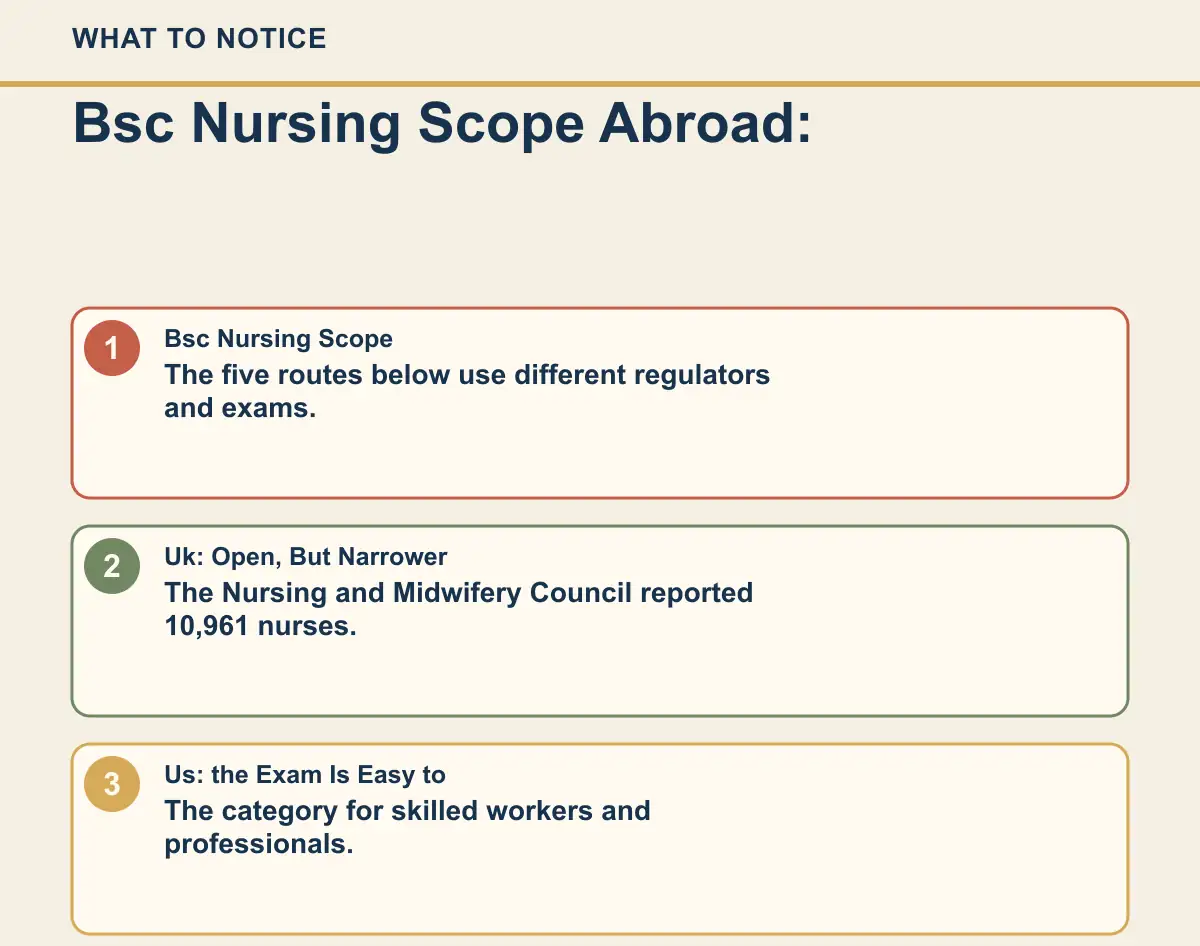 WHAT TO NOTICE
Bsc Nursing Scope Abroad:
1
Bsc Nursing Scope
The five routes below use different regulators
and exams.
2
Uk: Open, But Narrower
The Nursing and Midwifery Council reported
10,961 nurses.
3
Us: the Exam Is Easy to
The category for skilled workers and
professionals.